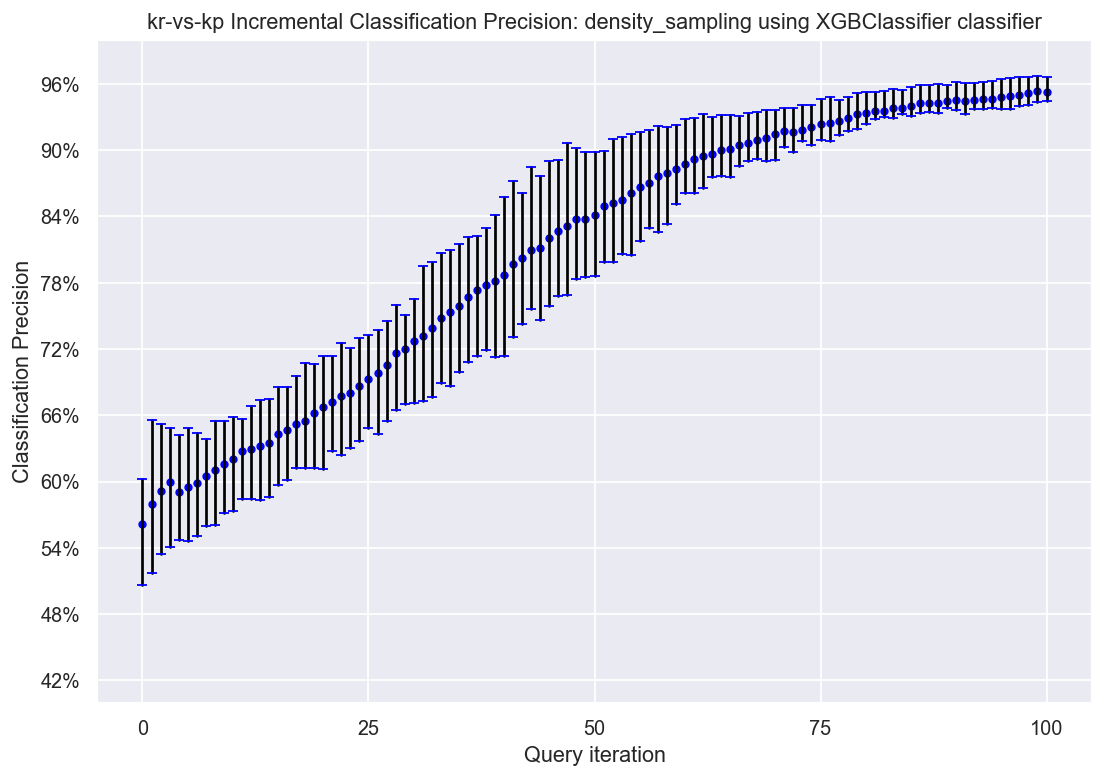 kr-vs-kp Incremental Classification Precision: density_sampling using XGBClassifier classifier
96%
90%
84%
78%
72%
66%
60%
54%
48%
42%
Classification Precision
0 25 50 75 100
Query iteration